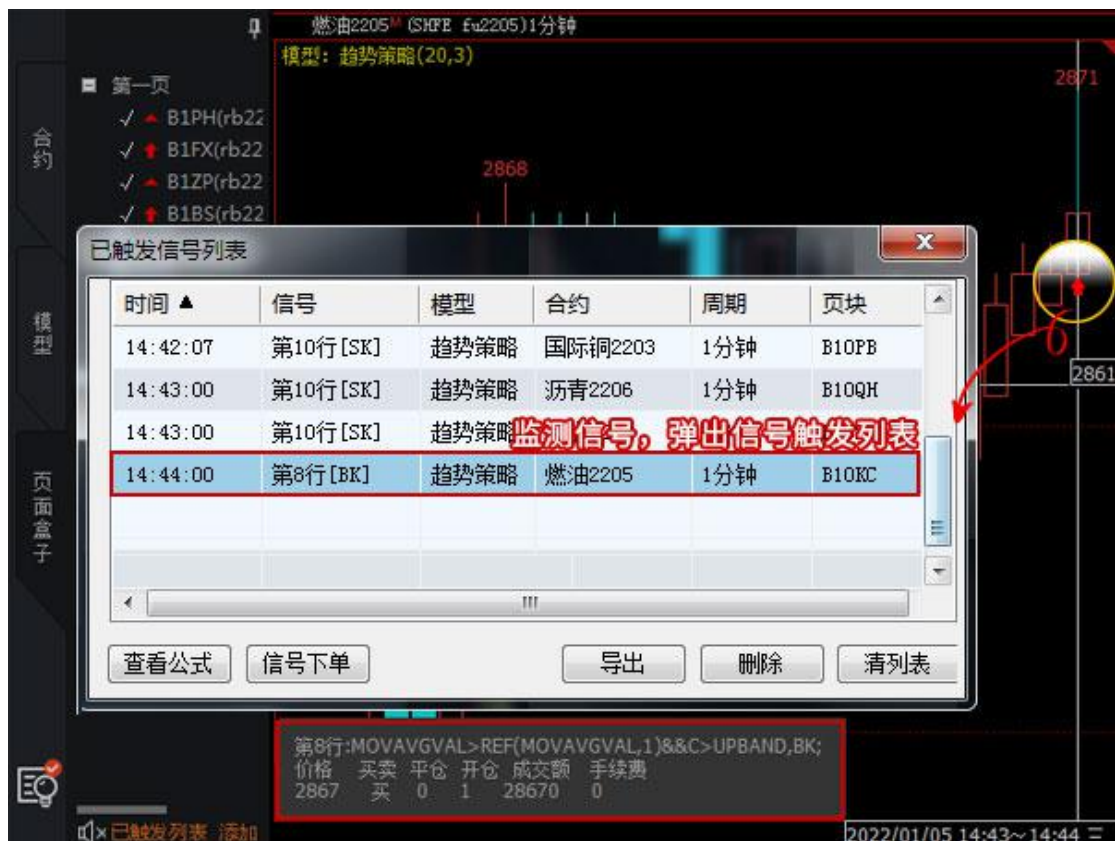 燃油2205M (SHFE fu2205)1分钟
模型：趋势策略(20,3)
2871
第一页
B1PH(rb22
B1FX(rb22
B1ZP(rb22
B1BS(rb22
合约
模型
页面盒子
2868
已触发信号列表
时间 ▲ 信号 模型 合约 周期 页块
14:42:07 第10行[SK] 趋势策略 国际铜2203 1分钟 B10PB
14:43:00 第10行[SK] 趋势策略 沥青2206 1分钟 B10QH
14:43:00 第10行[SK] 趋势策
监测信号，弹出信号触发列表
14:44:00 第8行[BK] 趋势策略 燃油2205 1分钟 B10KC
2861
查看公式 信号下单 导出 删除 清列表
第8行:MOVAVGVAL>REF(MOVAVGVAL,1)&&C>UPBAND,BK;
价格 买卖 平仓 开仓 成交额 手续费
2867 买 0 1 28670 0
已触发列表 添加
2022/01/05 14:43~14:44 三